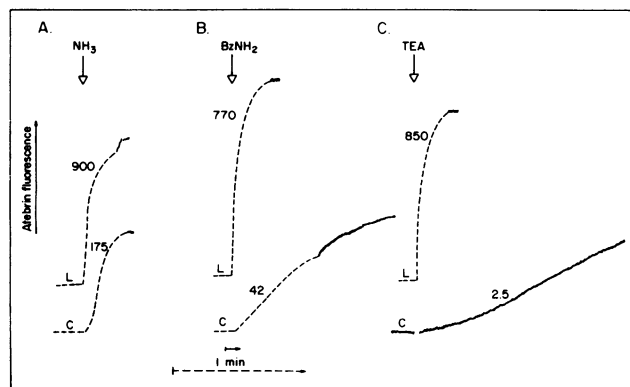 A.
NH₃
B.
BzNH₂
C.
TEA
Atebrin fluorescence
900
175
L
C
770
42
L
C
850
2.5
L
C
1 min